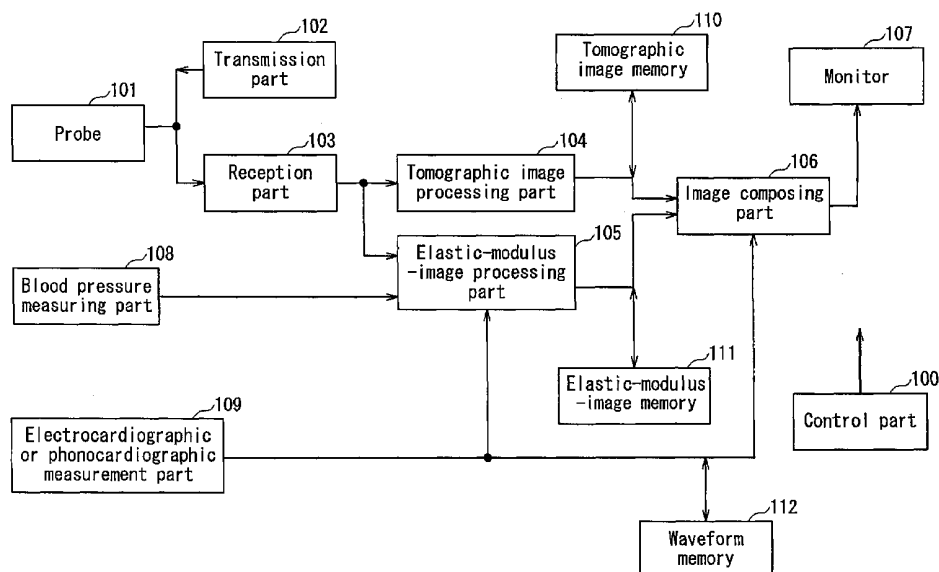 110
Tomographic
image memory
107
Monitor
102
Transmission
part
101
Probe
103
Reception
part
104
Tomographic image
processing part
106
Image composing
part
105
Elastic-modulus
-image processing
part
108
Blood pressure
measuring part
111
Elastic-modulus
-image memory
100
Control part
109
Electrocardiographic
or phonocardiographic
measurement part
112
Waveform
memory